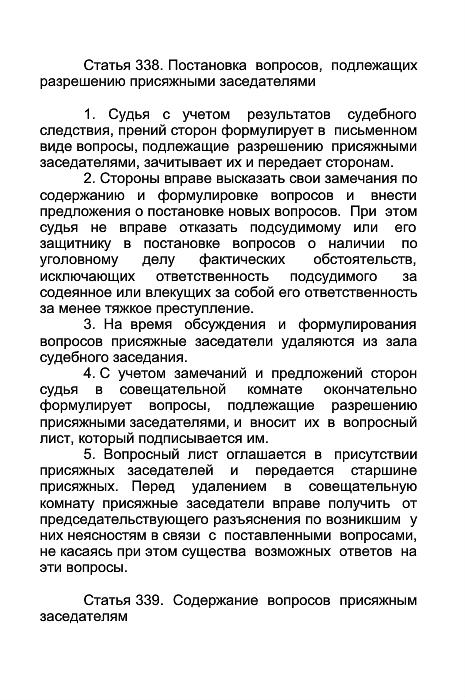 Статья 338. Постановка вопросов, подлежащих
разрешению присяжными заседателями
1. Судья с учетом результатов судебного
следствия, прений сторон формулирует в письменном
виде вопросы, подлежащие разрешению присяжными
заседателями, зачитывает их и передает сторонам.
2. Стороны вправе высказать свои замечания по
содержанию и формулировке вопросов и внести
предложения о постановке новых вопросов. При этом
судья не вправе отказать подсудимому или его
защитнику в постановке вопросов о наличии по
уголовному делу фактических обстоятельств,
исключающих ответственность подсудимого за
содеянное или влекущих за собой его ответственность
за менее тяжкое преступление.
3. На время обсуждения и формулирования
вопросов присяжные заседатели удаляются из зала
судебного заседания.
4. С учетом замечаний и предложений сторон
судья в совещательной комнате окончательно
формулирует вопросы, подлежащие разрешению
присяжными заседателями, и вносит их в вопросный
лист, который подписывается им.
5. Вопросный лист оглашается в присутствии
присяжных заседателей и передается старшине
присяжных. Перед удалением в совещательную
комнату присяжные заседатели вправе получить от
председательствующего разъяснения по возникшим у
них неясностям в связи с поставленными вопросами,
не касаясь при этом существа возможных ответов на
эти вопросы.
Статья 339. Содержание вопросов присяжным
заседателям